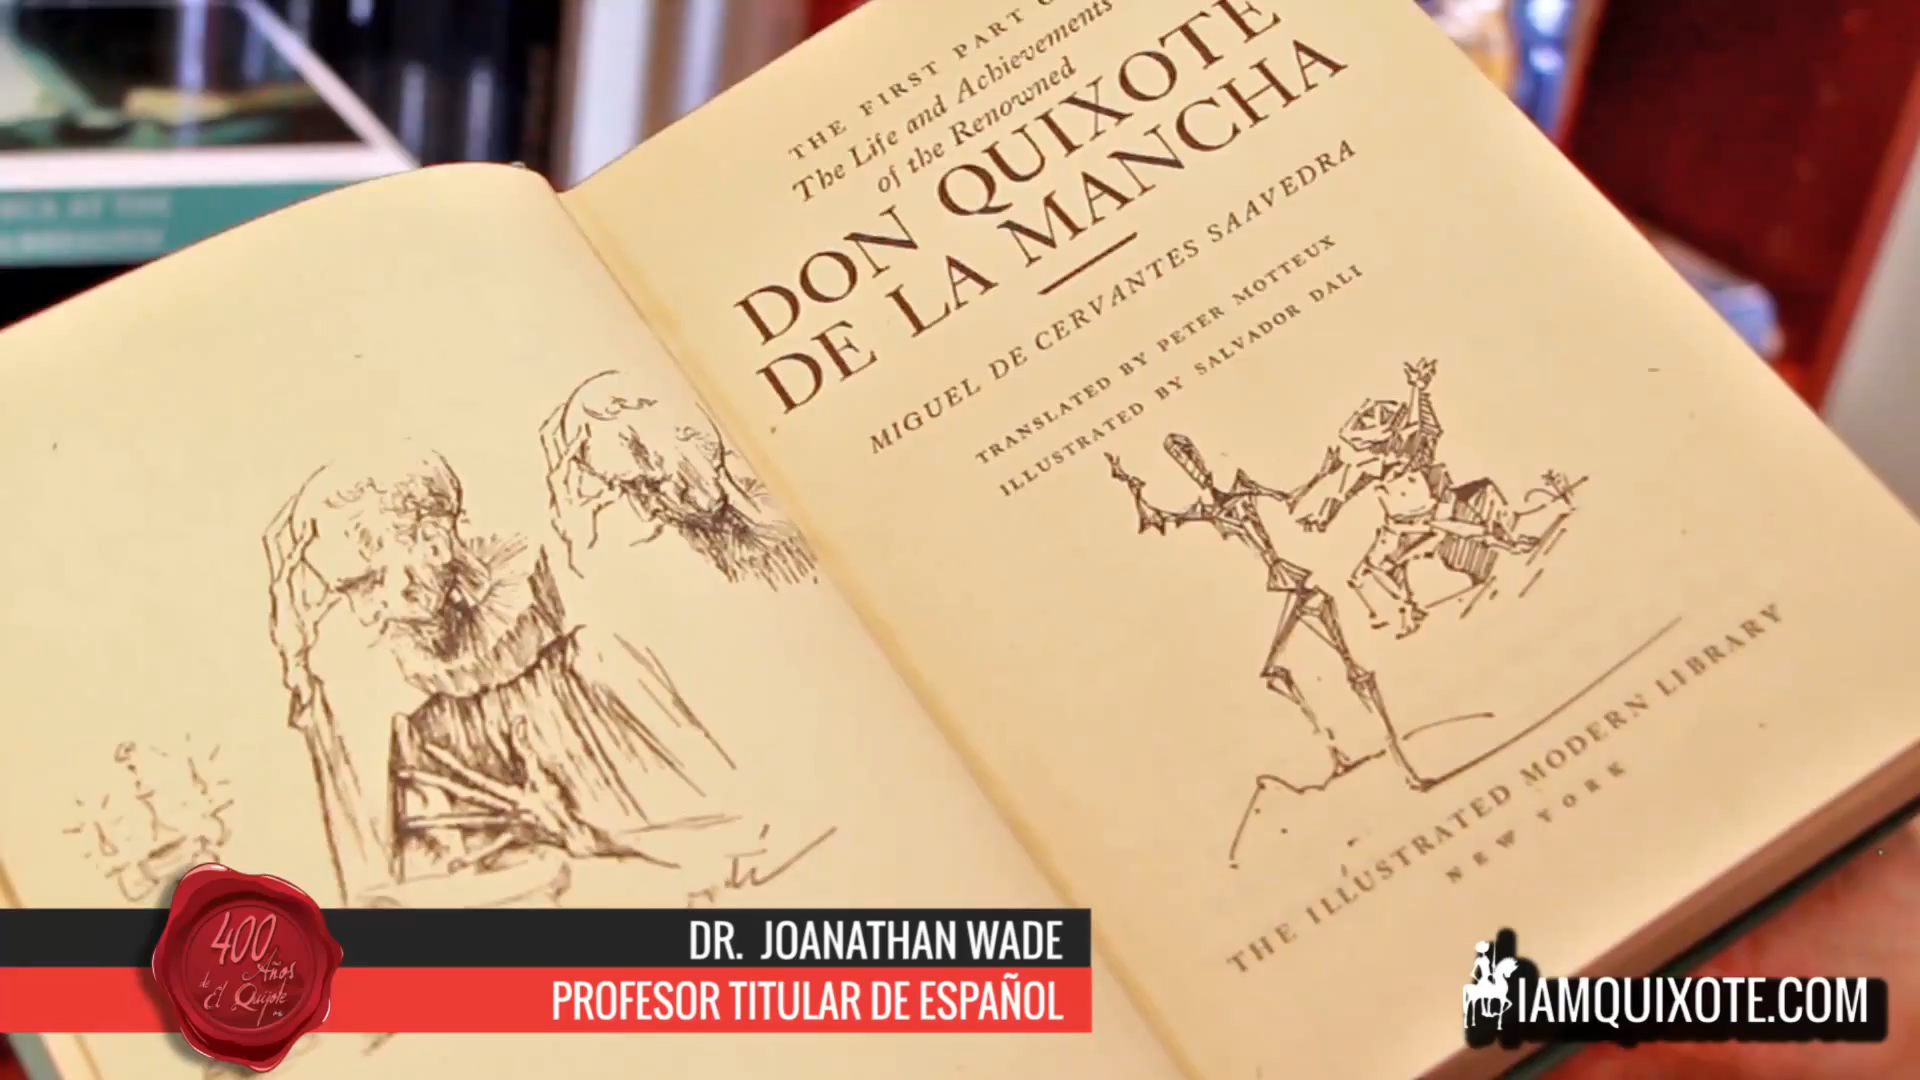 THE FIRST PART
The Life and Achievements
of the Renowned
DON QUIXOTE
DE LA MANCHA
MIGUEL DE CERVANTES SAAVEDRA
TRANSLATED BY PETER MOTTEUX
ILLUSTRATED BY SALVADOR DALI
THE ILLUSTRATED MODERN LIBRARY
NEW YORK
400
Años
de El Quijote
DR. JOANATHAN WADE
PROFESOR TITULAR DE ESPAÑOL
IAMQUIXOTE.COM